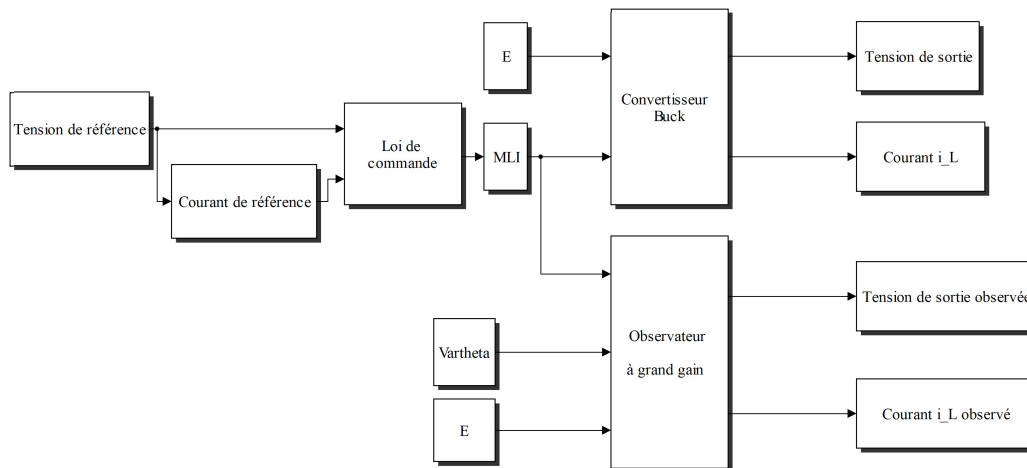 E
Tension de sortie
Tension de référence
Loi de
commande
MLI
Convertisseur
Buck
Courant i_L
Courant de référence
Tension de sortie observée
Vartheta
Observateur
à grand gain
E
Courant i_L observé